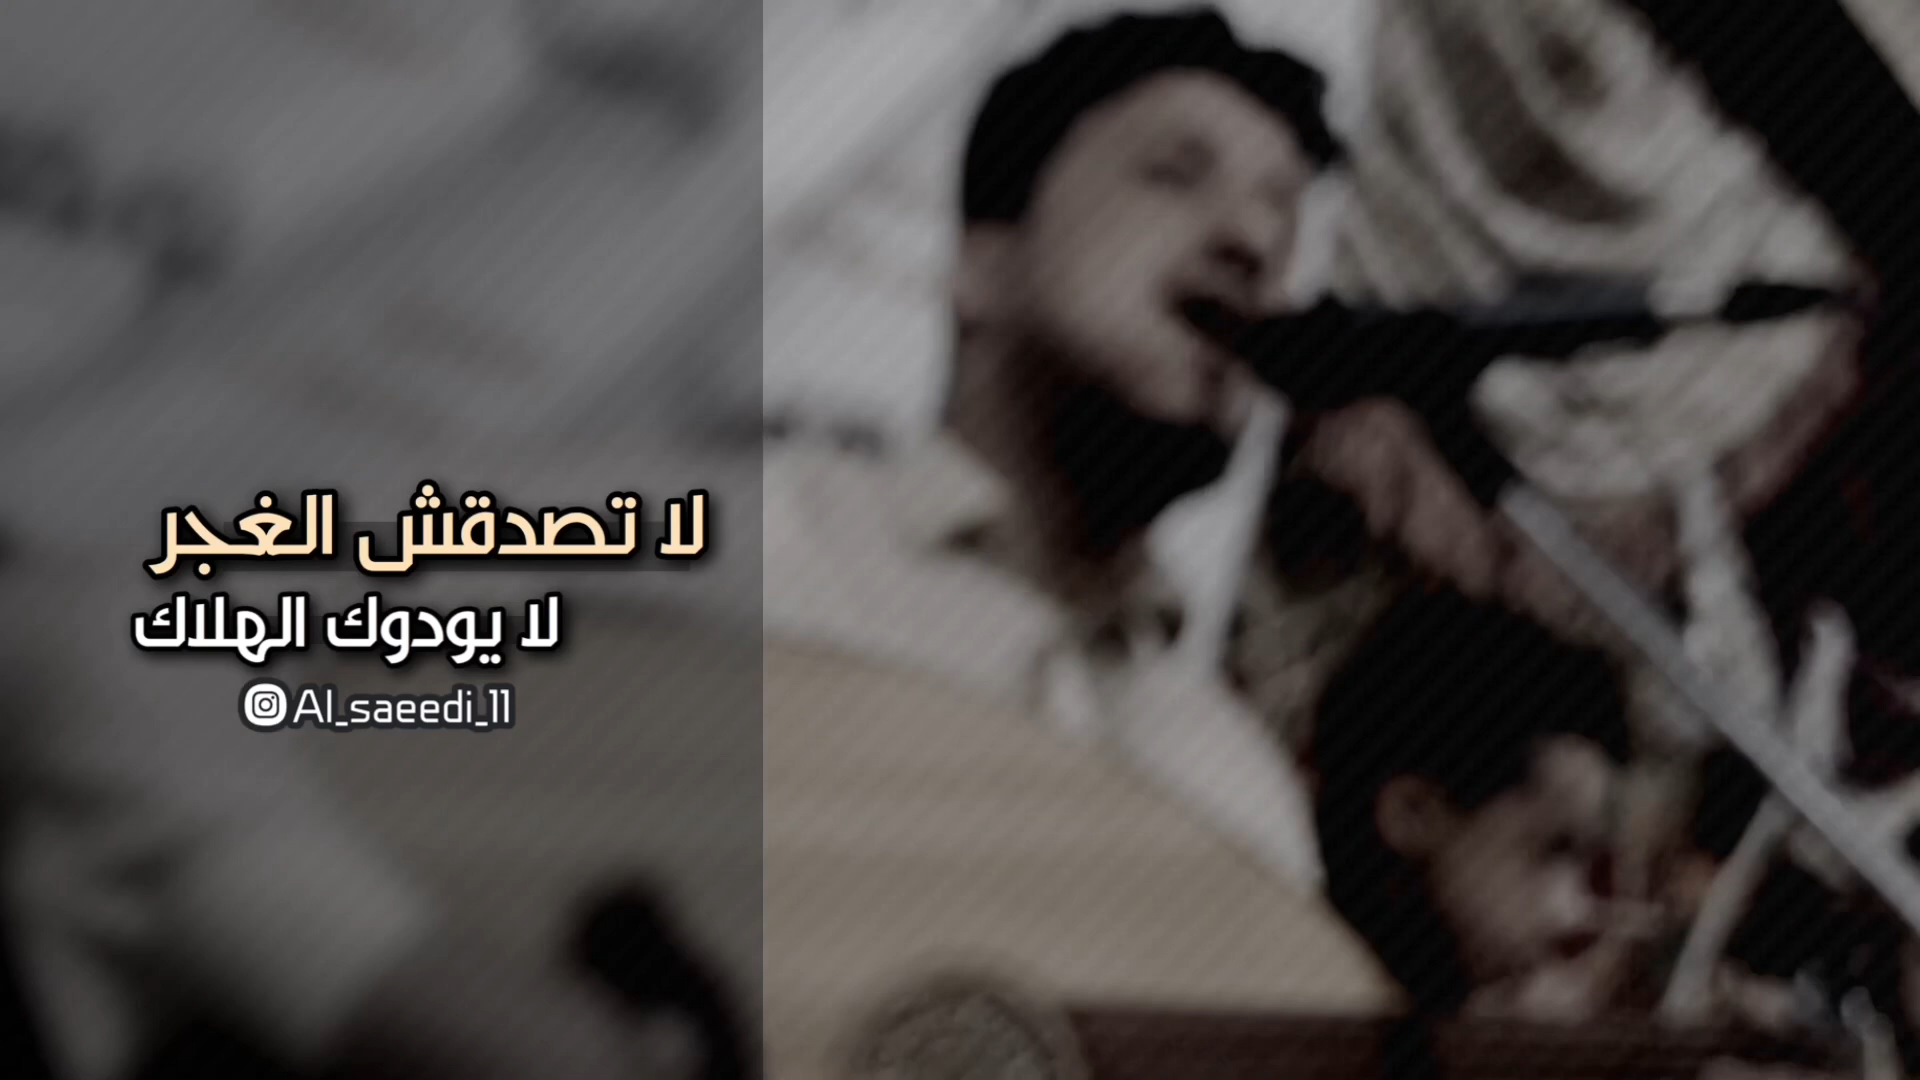 لا تصدقش الغجر
لا يودوك الهلاك
Al_saeedi_11